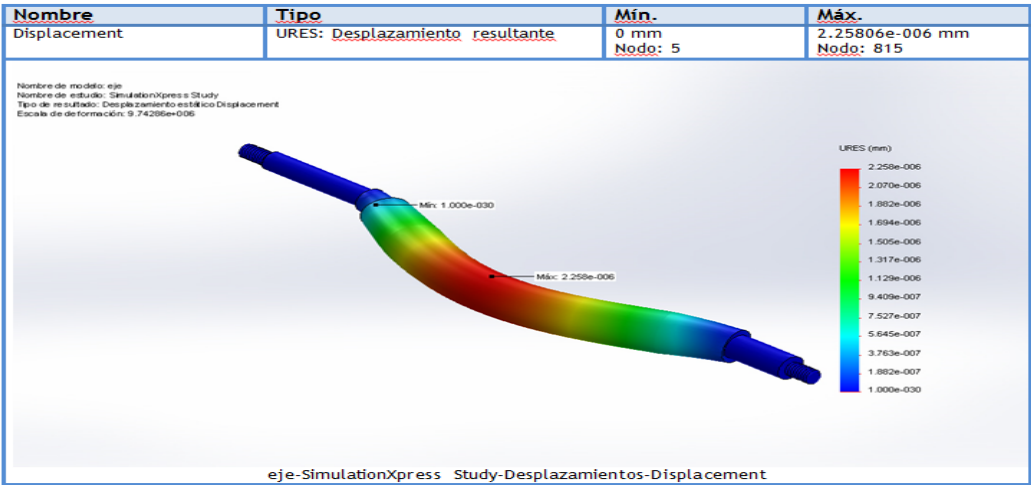 Nombre Tipo Mín. Máx.
Displacement URES: Desplazamiento resultante 0 mm 2.25806e-006 mm
Nodo: 5 Nodo: 815
Nombre de modelo: eje
Nombre de estudio: SimulationXpress Study
Tipo de resultado: Desplazamiento estático Displacement
Escala de deformación: 9.74286e+006
URES (mm)
2.258e-006
2.070e-006
1.882e-006
1.694e-006
1.505e-006
1.317e-006
1.129e-006
9.409e-007
7.527e-007
5.645e-007
3.763e-007
1.882e-007
1.000e-030
Mín: 1.000e-030
Máx: 2.258e-006
eje-SimulationXpress Study-Desplazamientos-Displacement